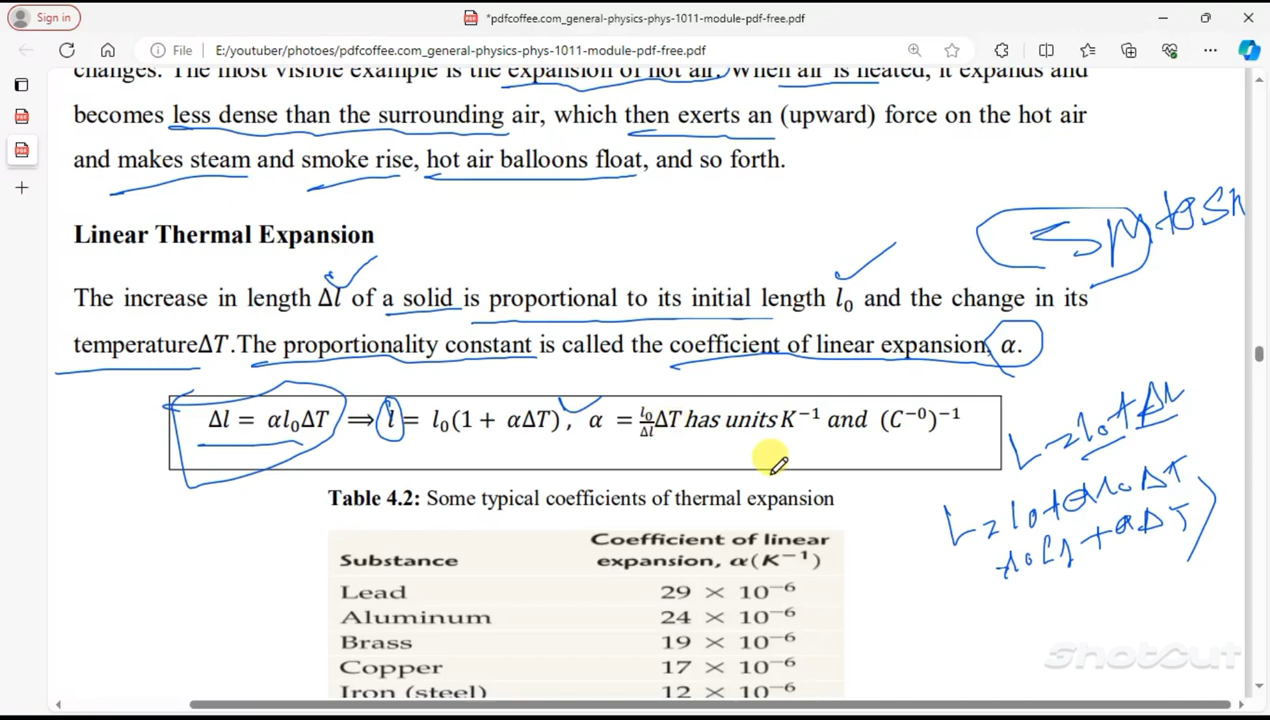 Sign in
*pdfcoffee.com_general-physics-phys-1011-module-pdf-free.pdf
File
E:/youtuber/photoes/pdfcoffee.com_general-physics-phys-1011-module-pdf-free.pdf
changes. The most visible example is the expansion of hot air. When air is heated, it expands and
becomes less dense than the surrounding air, which then exerts an (upward) force on the hot air
and makes steam and smoke rise, hot air balloons float, and so forth.
Linear Thermal Expansion
The increase in length Δl of a solid is proportional to its initial length l₀ and the change in its
temperatureΔT.The proportionality constant is called the coefficient of linear expansion, α.
Δl = αl₀ΔT ⟹ l = l₀(1 + αΔT), α = l₀/Δl ΔT has units K⁻¹ and (C⁻⁰)⁻¹
L = l₀ + Δl
L = l₀ + αl₀ΔT
Table 4.2: Some typical coefficients of thermal expansion
Substance
Coefficient of linear
expansion, α(K⁻¹)
Lead 29 × 10⁻⁶
Aluminum 24 × 10⁻⁶
Brass 19 × 10⁻⁶
Copper 17 × 10⁻⁶
Iron (steel) 12 × 10⁻⁶
Shotcut